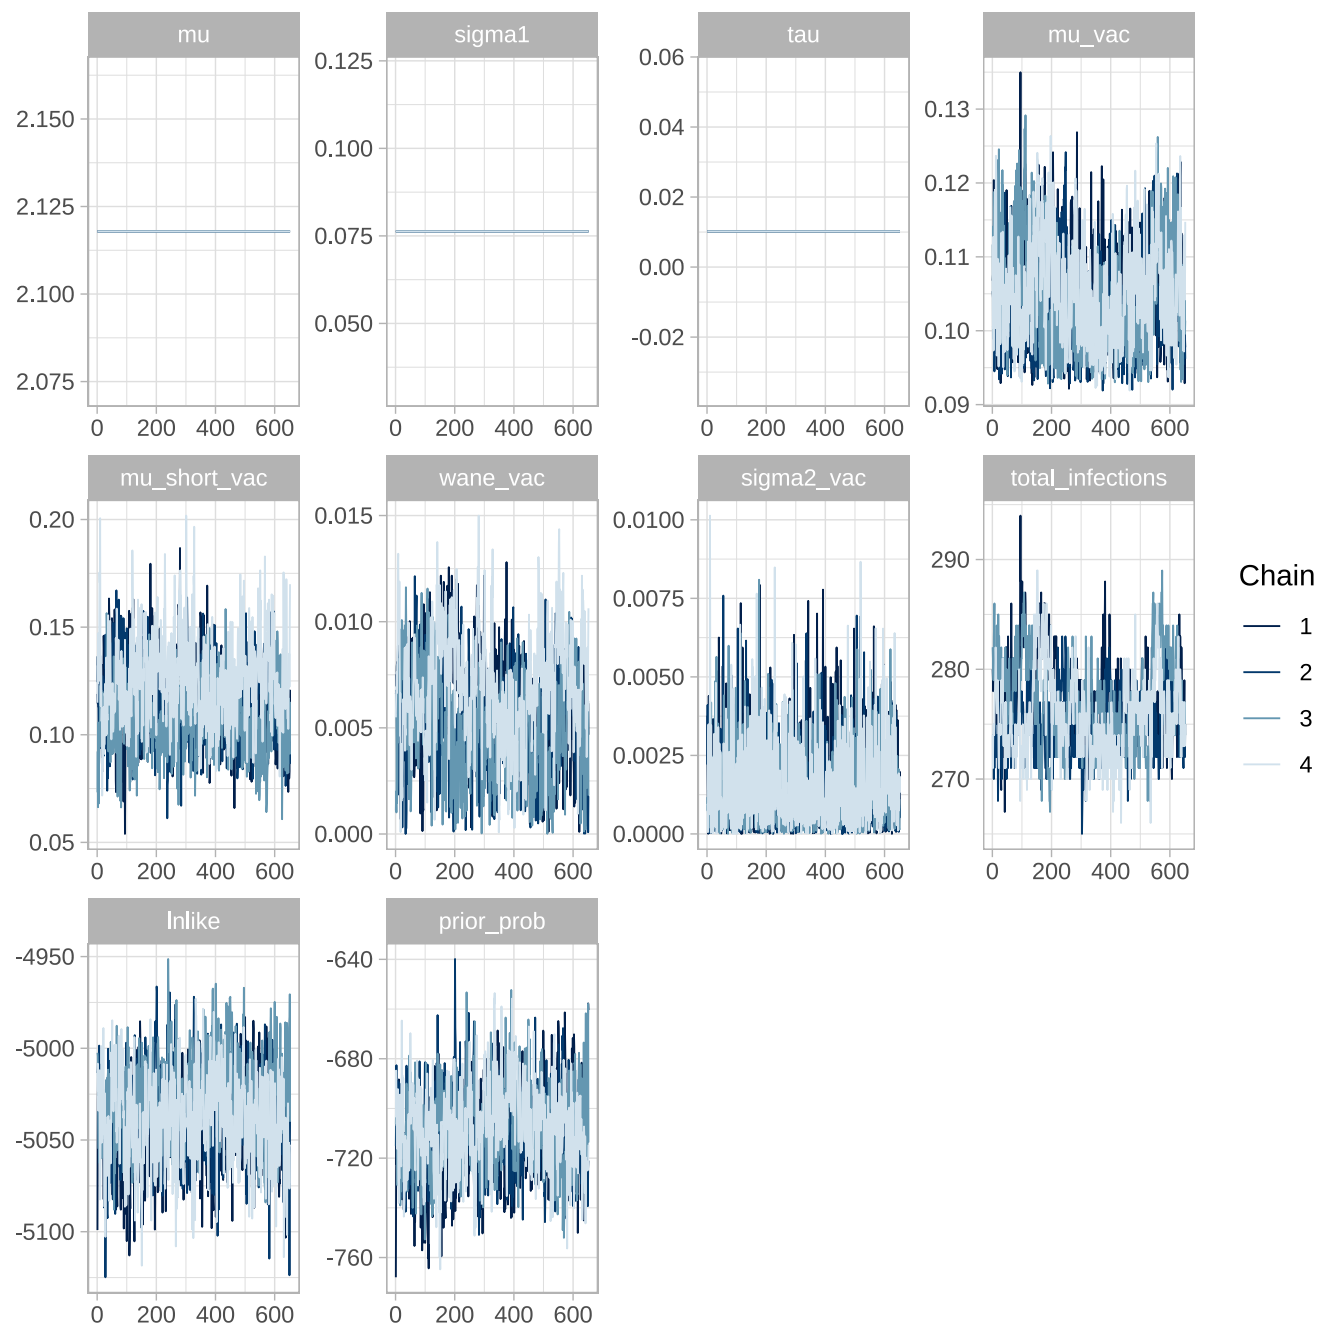 mu
sigma1
tau
mu_vac
2.150
2.125
2.100
2.075
0 200 400 600
0.125
0.100
0.075
0.050
0 200 400 600
0.06
0.04
0.02
0.00
-0.02
0 200 400 600
0.13
0.12
0.11
0.10
0.09
0 200 400 600
mu_short_vac
wane_vac
sigma2_vac
total_infections
0.20
0.15
0.10
0.05
0 200 400 600
0.015
0.010
0.005
0.000
0 200 400 600
0.0100
0.0075
0.0050
0.0025
0.0000
0 200 400 600
290
280
270
0 200 400 600
Chain
1
2
3
4
lnlike
prior_prob
-4950
-5000
-5050
-5100
0 200 400 600
-640
-680
-720
-760
0 200 400 600